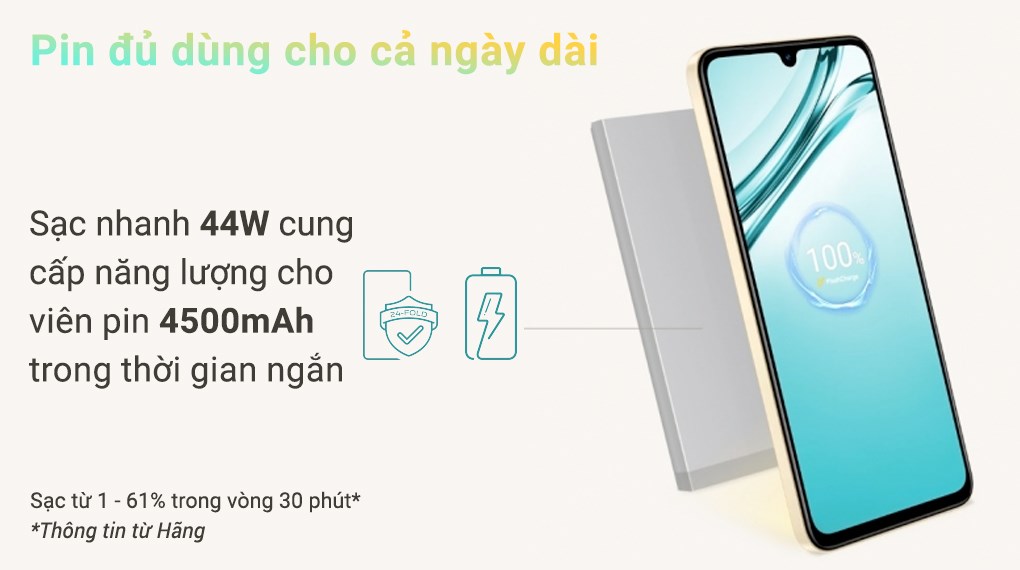 Pin đủ dùng cho cả ngày dài
Sạc nhanh 44W cung
cấp năng lượng cho
viên pin 4500mAh
trong thời gian ngắn
24-FOLD
100%
FlashCharge
Sạc từ 1 - 61% trong vòng 30 phút*
*Thông tin từ Hãng